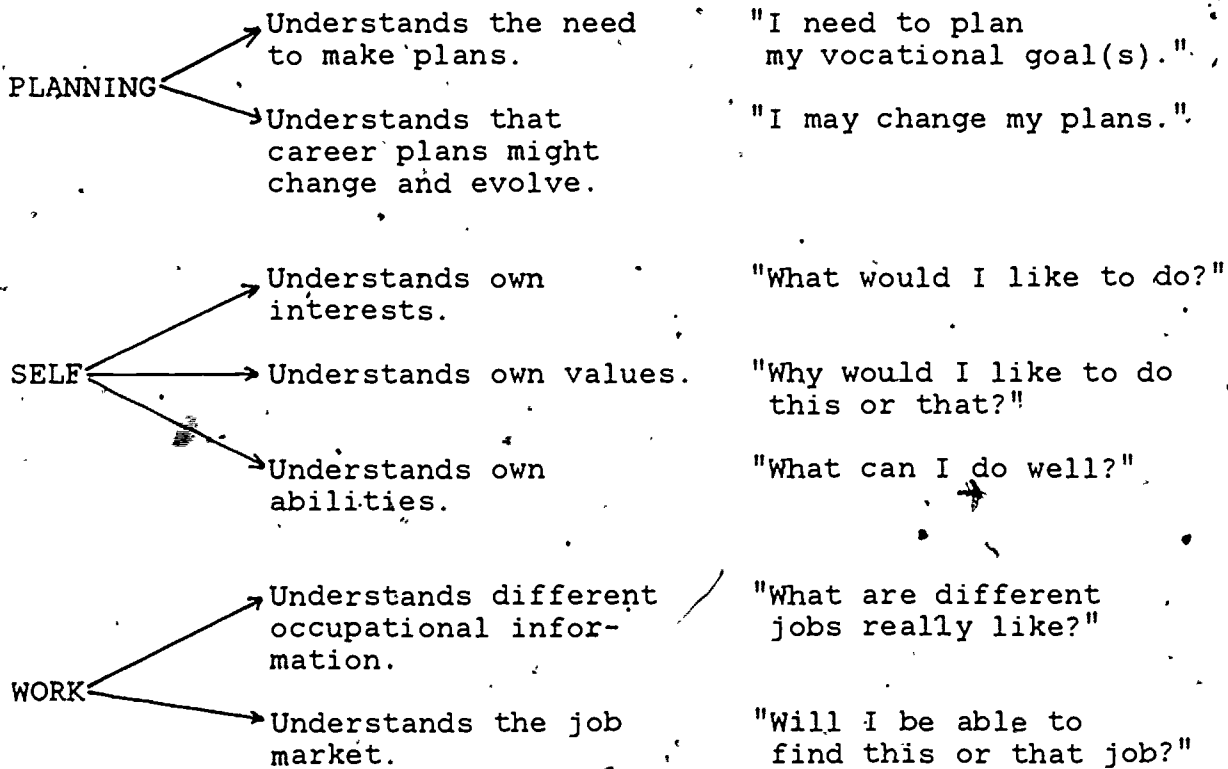 Understands the need "I need to plan
to make plans. my vocational goal(s)."
PLANNING
Understands that "I may change my plans."
career plans might
change and evolve.
Understands own "What would I like to do?"
interests.
SELF Understands own values. "Why would I like to do
this or that?"
Understands own "What can I do well?"
abilities.
Understands different "What are different
occupational infor- jobs really like?"
mation.
WORK
Understands the job "Will I be able to
market. find this or that job?"